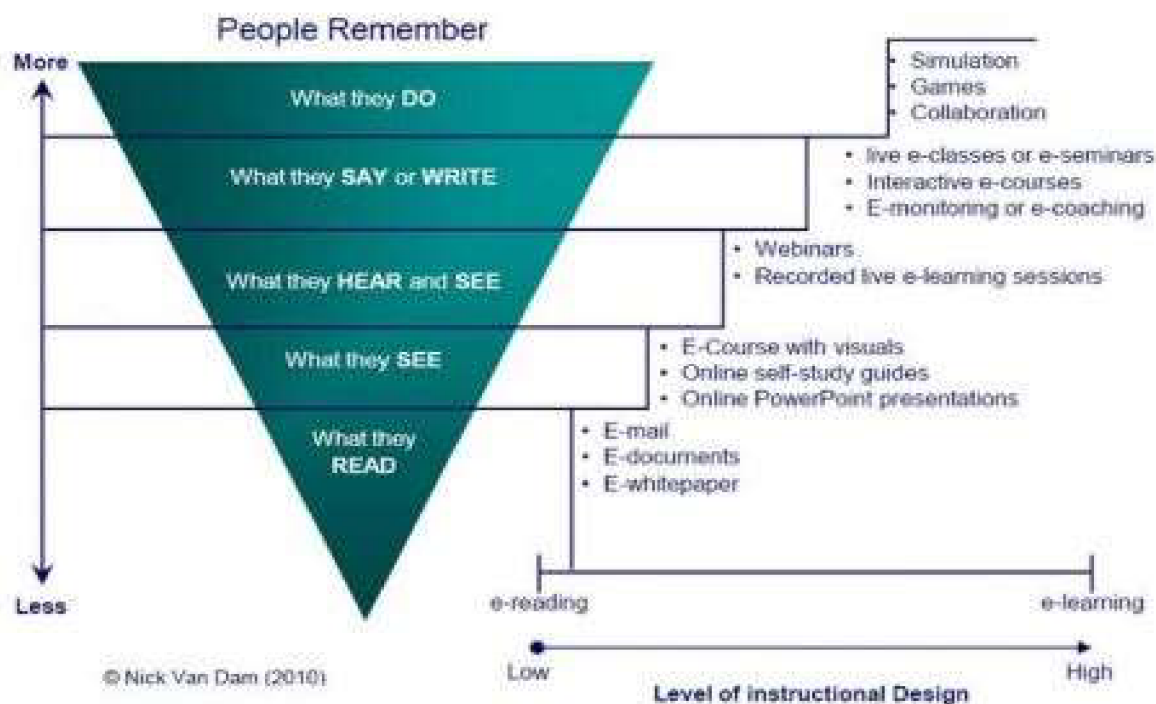 People Remember
More
What they DO
• Simulation
• Games
• Collaboration
What they SAY or WRITE
• live e-classes or e-seminars
• Interactive e-courses
• E-monitoring or e-coaching
What they HEAR and SEE
• Webinars
• Recorded live e-learning sessions
What they SEE
• E-Course with visuals
• Online self-study guides
• Online PowerPoint presentations
What they
READ
• E-mail
• E-documents
• E-whitepaper
Less
e-reading
e-learning
© Nick Van Dam (2010)
Low
High
Level of instructional Design